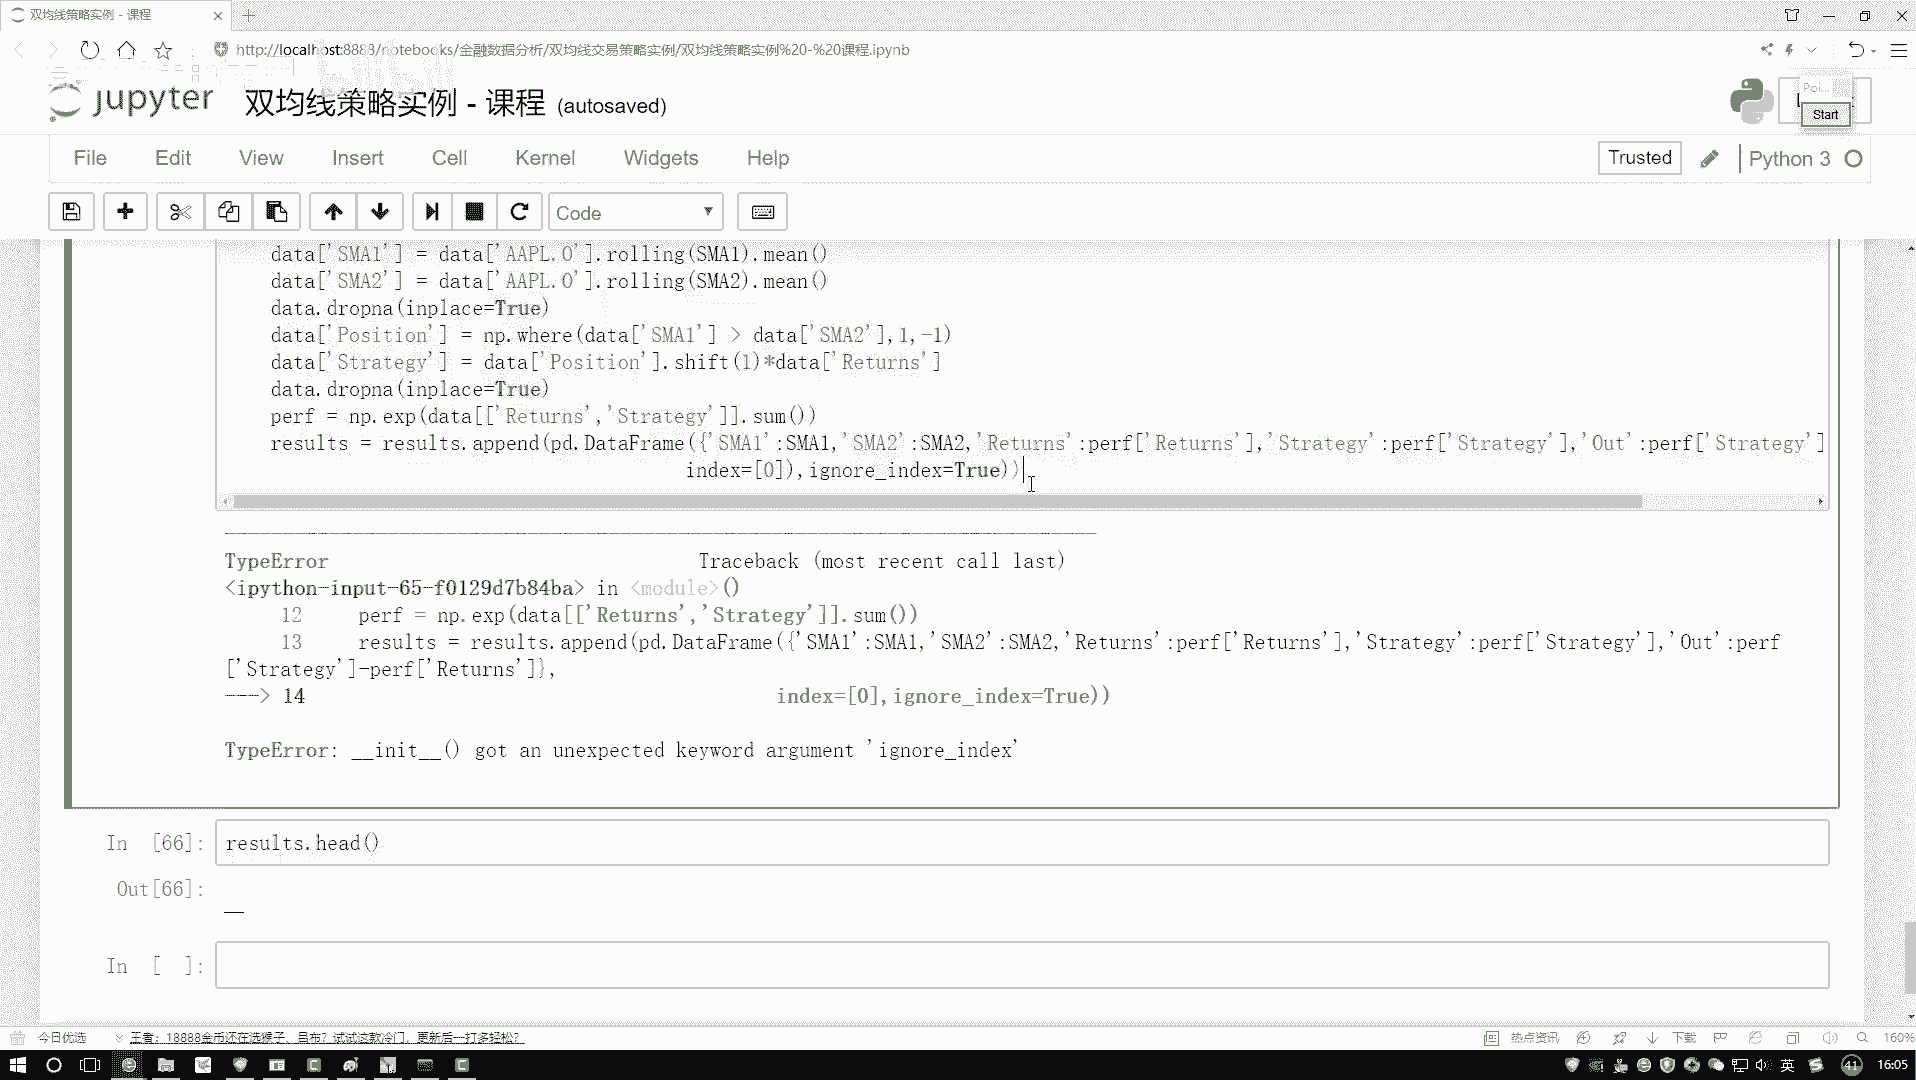 双均线策略实例 - 课程
http://localhost:8888/notebooks/金融数据分析/双均线交易策略实例/双均线策略实例%20-%20课程.ipynb
jupyter 双均线策略实例 - 课程 (autosaved)
Poi...
Start
File Edit View Insert Cell Kernel Widgets Help
Trusted
Python 3
Code
data['SMA1'] = data['AAPL.O'].rolling(SMA1).mean()
data['SMA2'] = data['AAPL.O'].rolling(SMA2).mean()
data.dropna(inplace=True)
data['Position'] = np.where(data['SMA1'] > data['SMA2'],1,-1)
data['Strategy'] = data['Position'].shift(1)*data['Returns']
data.dropna(inplace=True)
perf = np.exp(data[['Returns','Strategy']].sum())
results = results.append(pd.DataFrame({'SMA1':SMA1,'SMA2':SMA2,'Returns':perf['Returns'],'Strategy':perf['Strategy'],'Out':perf['Strategy']
index=[0]),ignore_index=True))
TypeError Traceback (most recent call last)
<ipython-input-65-f0129d7b84ba> in <module>()
12 perf = np.exp(data[['Returns','Strategy']].sum())
13 results = results.append(pd.DataFrame({'SMA1':SMA1,'SMA2':SMA2,'Returns':perf['Returns'],'Strategy':perf['Strategy'],'Out':perf
['Strategy']-perf['Returns']},
---> 14 index=[0],ignore_index=True))
TypeError: __init__() got an unexpected keyword argument 'ignore_index'
In [66]: results.head()
Out[66]:
In [ ]:
今日优选 王者：18888金币还在选猴子、吕布？试试这款冷门，更新后一打多轻松？ 热点资讯 下载 160%
英 41 16:05